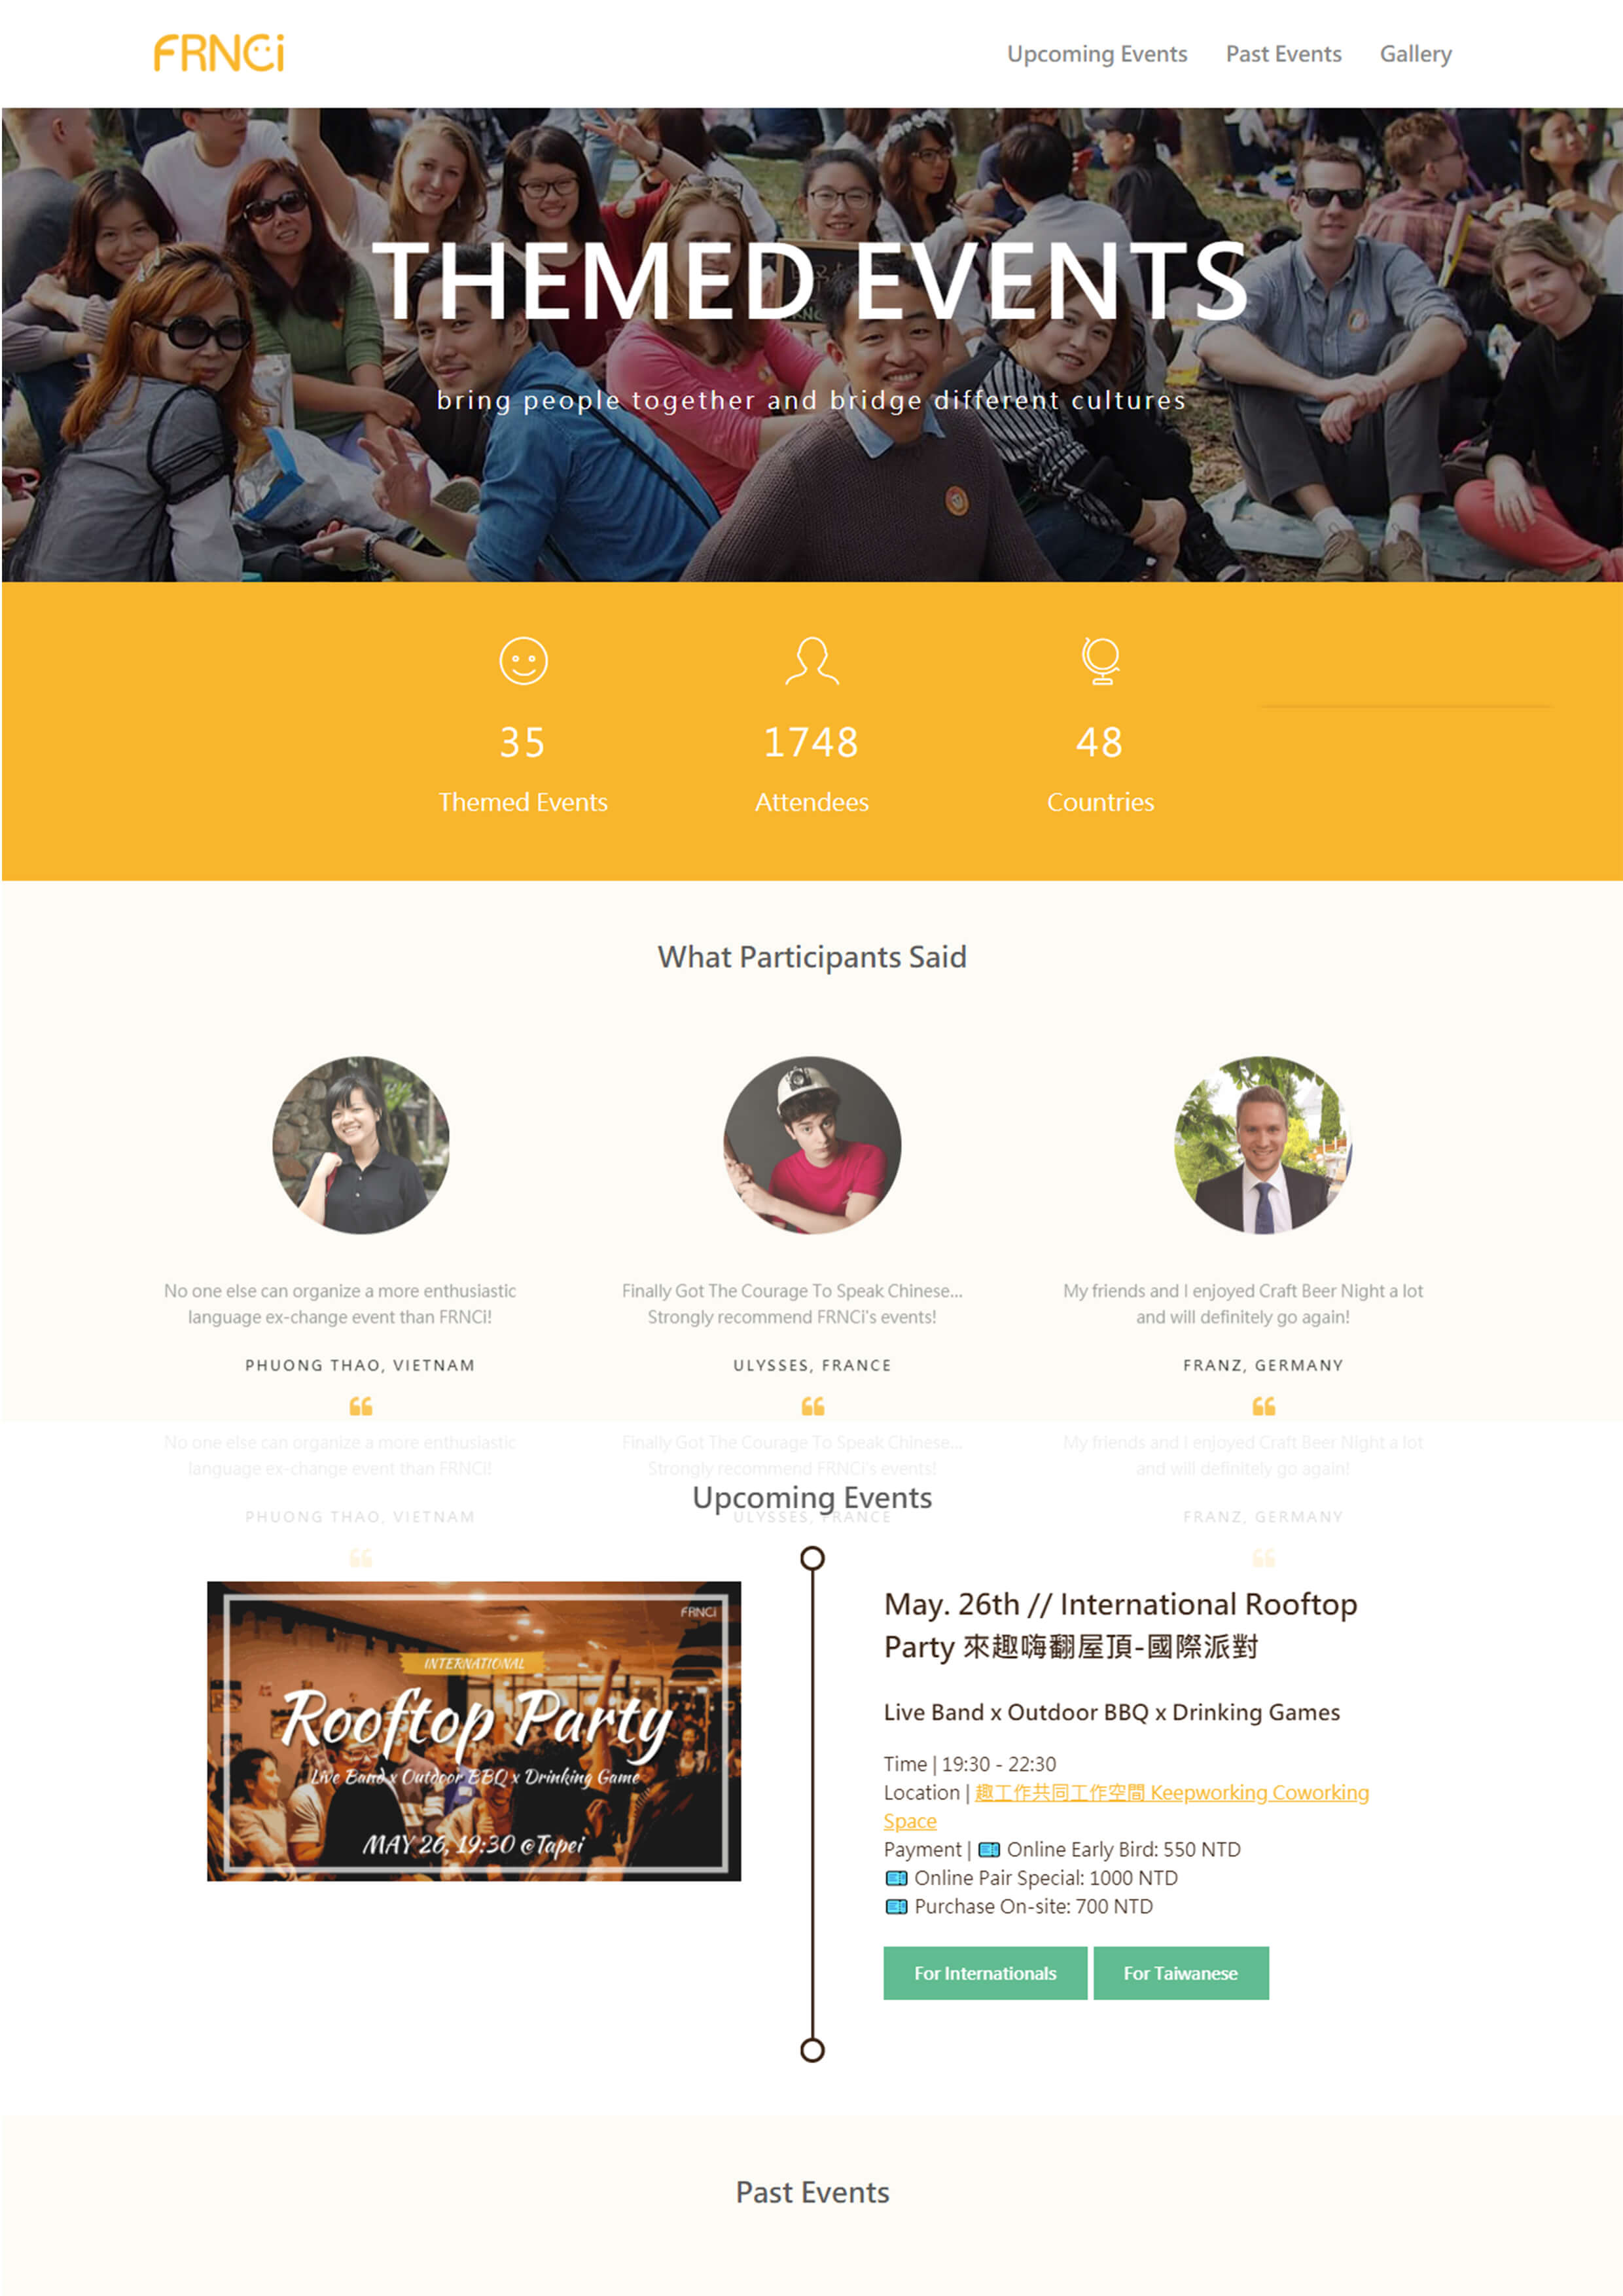 FRNCi
Upcoming Events Past Events Gallery
THEMED EVENTS
bring people together and bridge different cultures
35 1748 48
Themed Events Attendees Countries
What Participants Said
No one else can organize a more enthusiastic
language ex-change event than FRNCi!
PHUONG THAO, VIETNAM
Finally Got The Courage To Speak Chinese...
Strongly recommend FRNCi's events!
ULYSSES, FRANCE
My friends and I enjoyed Craft Beer Night a lot
and will definitely go again!
FRANZ, GERMANY
No one else can organize a more enthusiastic
language ex-change event than FRNCi!
PHUONG THAO, VIETNAM
Finally Got The Courage To Speak Chinese...
Strongly recommend FRNCi's events!
ULYSSES, FRANCE
My friends and I enjoyed Craft Beer Night a lot
and will definitely go again!
FRANZ, GERMANY
Upcoming Events
FRNCi
INTERNATIONAL
Rooftop Party
Live Band x Outdoor BBQ x Drinking Game
MAY 26, 19:30 @Tapei
May. 26th // International Rooftop
Party 來趣嗨翻屋頂-國際派對
Live Band x Outdoor BBQ x Drinking Games
Time | 19:30 - 22:30
Location | 趣工作共同工作空間 Keepworking Coworking
Space
Payment | 🎫 Online Early Bird: 550 NTD
🎫 Online Pair Special: 1000 NTD
🎫 Purchase On-site: 700 NTD
For Internationals For Taiwanese
Past Events